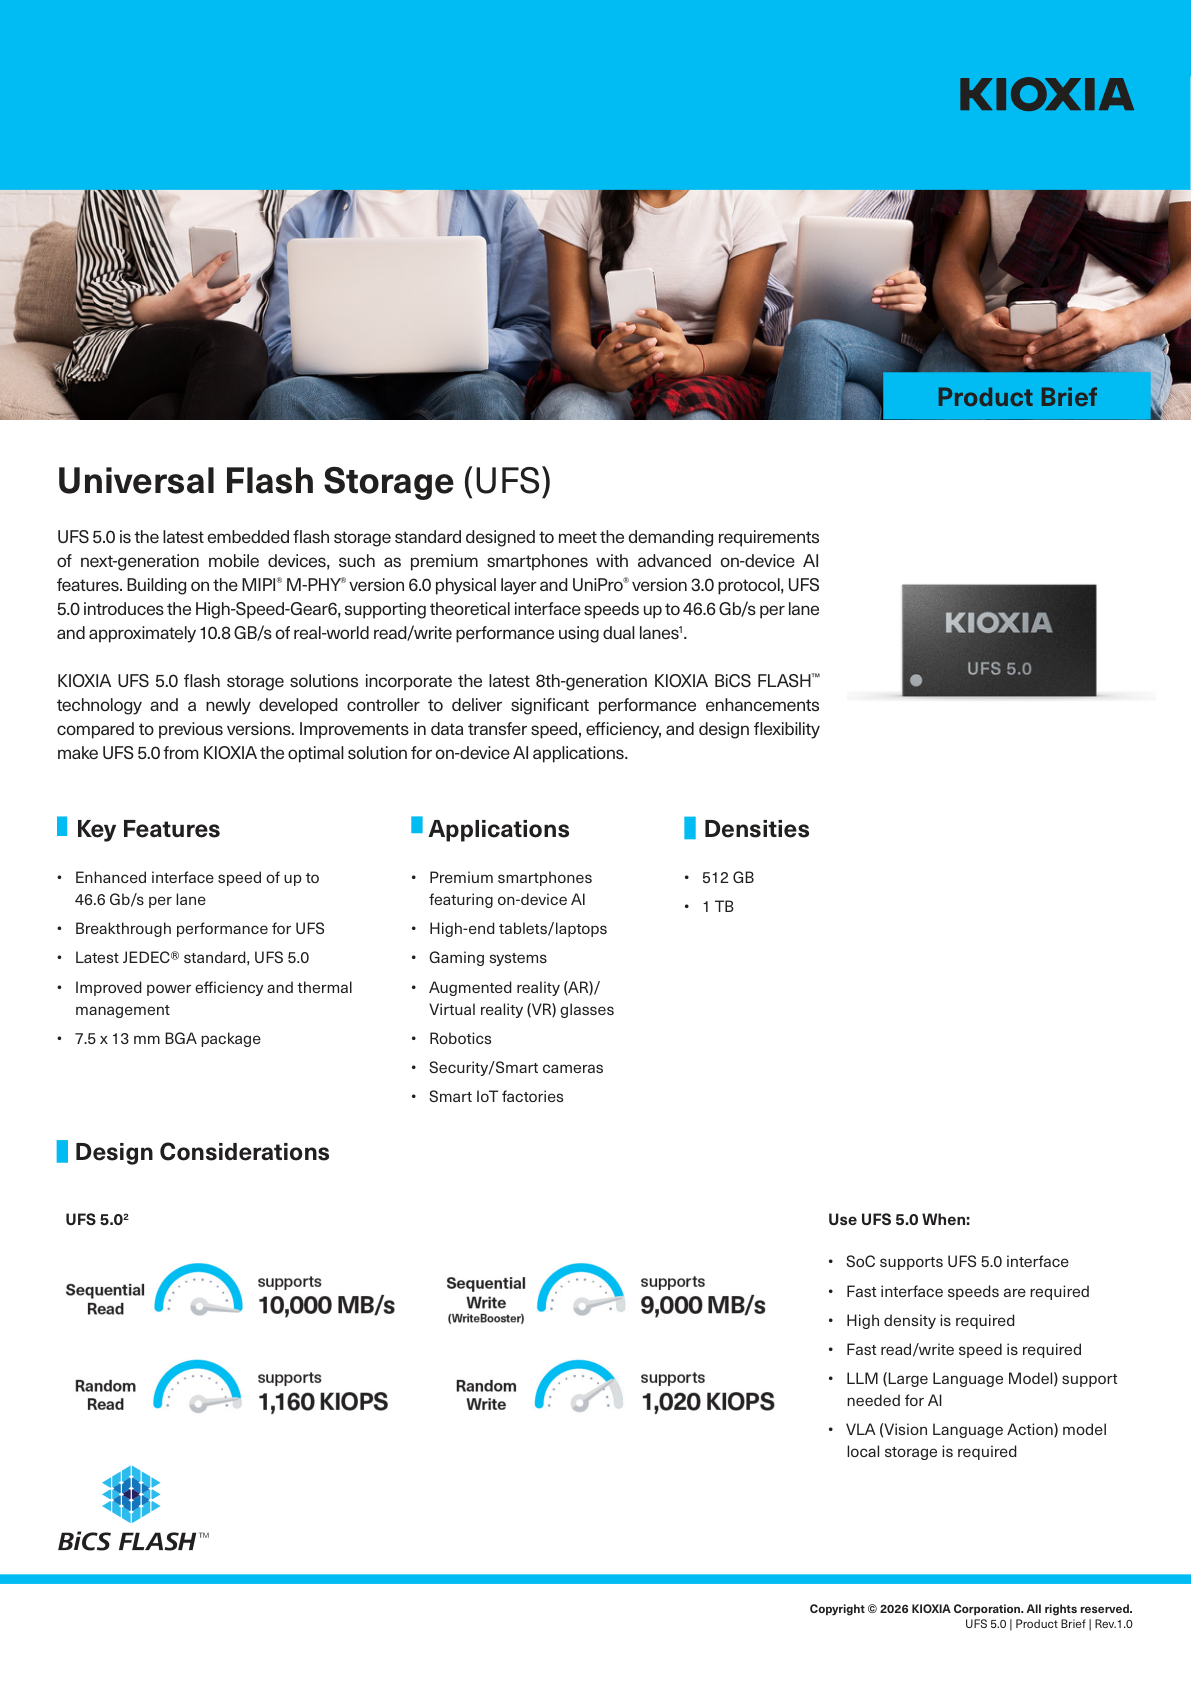 KIOXIA
Product Brief
Universal Flash Storage (UFS)
UFS 5.0 is the latest embedded flash storage standard designed to meet the demanding requirements
of next-generation mobile devices, such as premium smartphones with advanced on-device AI
features. Building on the MIPI® M-PHY® version 6.0 physical layer and UniPro® version 3.0 protocol, UFS
5.0 introduces the High-Speed-Gear6, supporting theoretical interface speeds up to 46.6 Gb/s per lane
and approximately 10.8 GB/s of real-world read/write performance using dual lanes¹.
KIOXIA UFS 5.0 flash storage solutions incorporate the latest 8th-generation KIOXIA BiCS FLASH™
technology and a newly developed controller to deliver significant performance enhancements
compared to previous versions. Improvements in data transfer speed, efficiency, and design flexibility
make UFS 5.0 from KIOXIA the optimal solution for on-device AI applications.
KIOXIA
UFS 5.0
Key Features
• Enhanced interface speed of up to
46.6 Gb/s per lane
• Breakthrough performance for UFS
• Latest JEDEC® standard, UFS 5.0
• Improved power efficiency and thermal
management
• 7.5 x 13 mm BGA package
Applications
• Premium smartphones
featuring on-device AI
• High-end tablets/laptops
• Gaming systems
• Augmented reality (AR)/
Virtual reality (VR) glasses
• Robotics
• Security/Smart cameras
• Smart IoT factories
Densities
• 512 GB
• 1 TB
Design Considerations
UFS 5.0²
Sequential
Read
supports
10,000 MB/s
Sequential
Write
(WriteBooster)
supports
9,000 MB/s
Random
Read
supports
1,160 KIOPS
Random
Write
supports
1,020 KIOPS
Use UFS 5.0 When:
• SoC supports UFS 5.0 interface
• Fast interface speeds are required
• High density is required
• Fast read/write speed is required
• LLM (Large Language Model) support
needed for AI
• VLA (Vision Language Action) model
local storage is required
BiCS FLASH™
Copyright © 2026 KIOXIA Corporation. All rights reserved.
UFS 5.0 | Product Brief | Rev.1.0